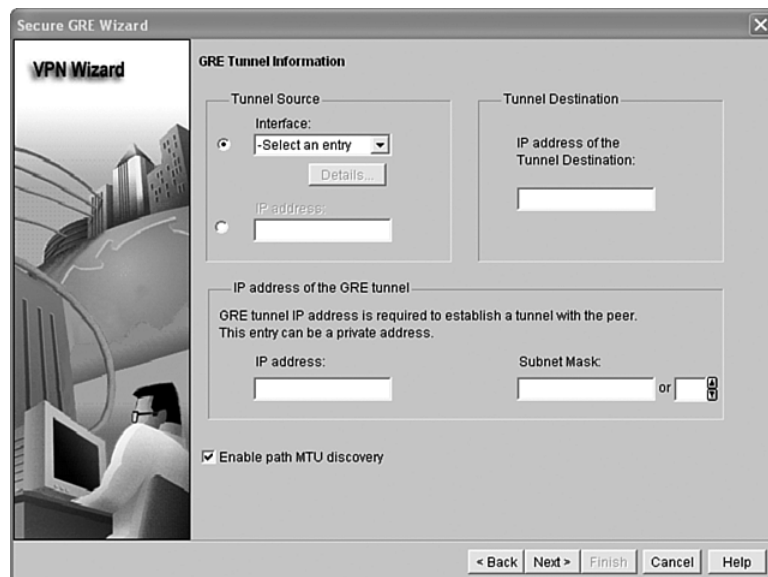 Secure GRE Wizard
VPN Wizard
GRE Tunnel Information
Tunnel Source
Interface:
-Select an entry
Details...
IP address:
Tunnel Destination
IP address of the
Tunnel Destination:
IP address of the GRE tunnel
GRE tunnel IP address is required to establish a tunnel with the peer.
This entry can be a private address.
IP address:
Subnet Mask:
or
Enable path MTU discovery
< Back Next > Finish Cancel Help